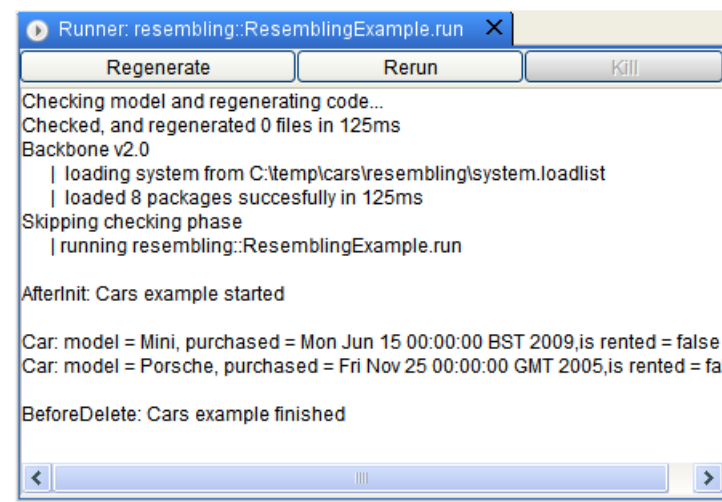 Runner: resembling::ResemblingExample.run
Regenerate Rerun Kill
Checking model and regenerating code...
Checked, and regenerated 0 files in 125ms
Backbone v2.0
| loading system from C:\temp\cars\resembling\system.loadlist
| loaded 8 packages succesfully in 125ms
Skipping checking phase
| running resembling::ResemblingExample.run
AfterInit: Cars example started
Car: model = Mini, purchased = Mon Jun 15 00:00:00 BST 2009,is rented = false
Car: model = Porsche, purchased = Fri Nov 25 00:00:00 GMT 2005,is rented = fa
BeforeDelete: Cars example finished